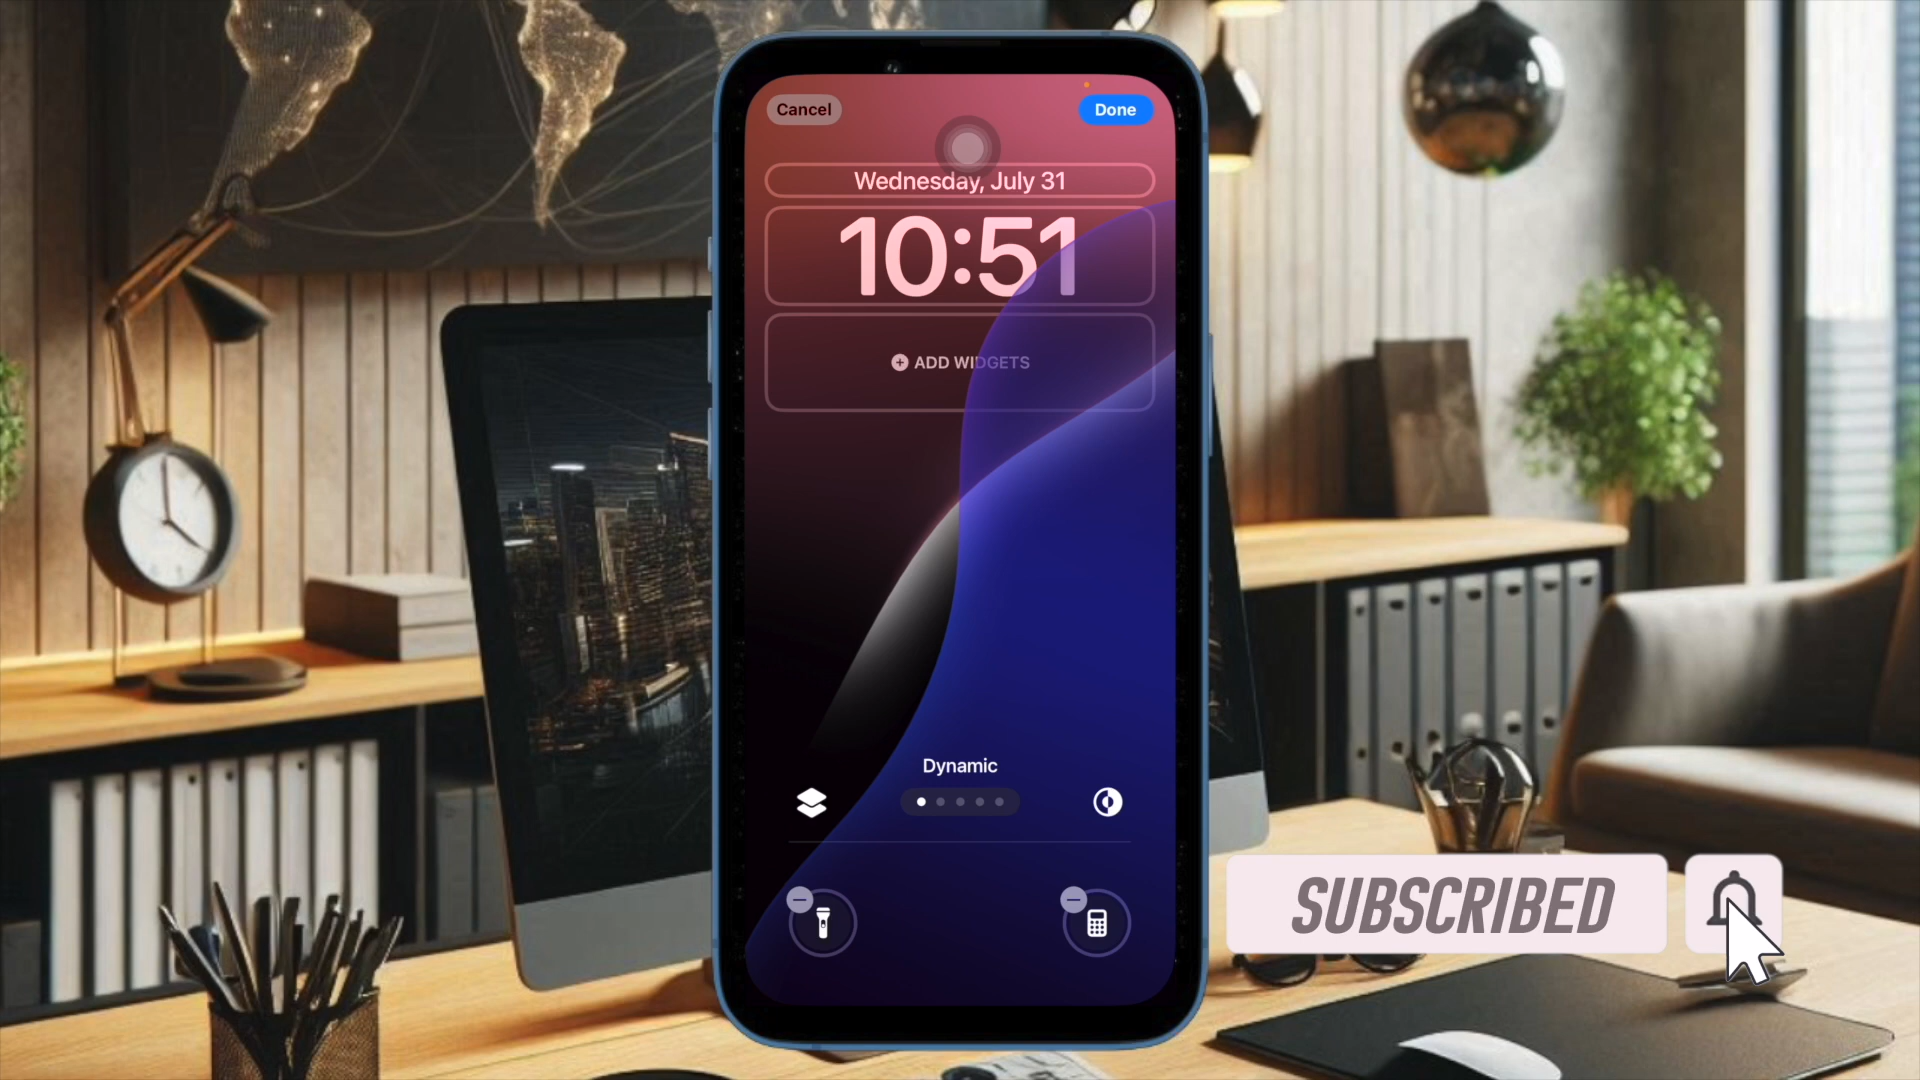 Cancel
Done
Wednesday, July 31
10:51
ADD WIDGETS
Dynamic
SUBSCRIBED